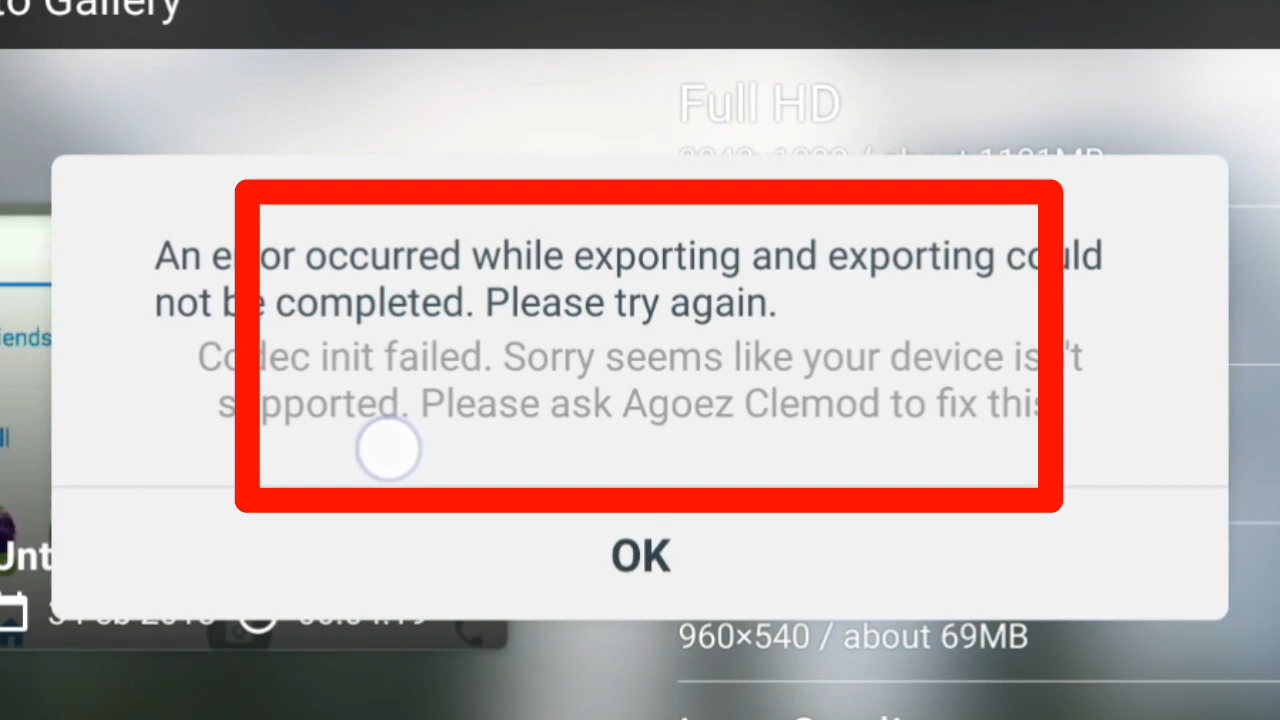 to Gallery
Full HD
An error occurred while exporting and exporting could
not be completed. Please try again.
Codec init failed. Sorry seems like your device isn't
supported. Please ask Agoez Clemod to fix this
OK
960×540 / about 69MB